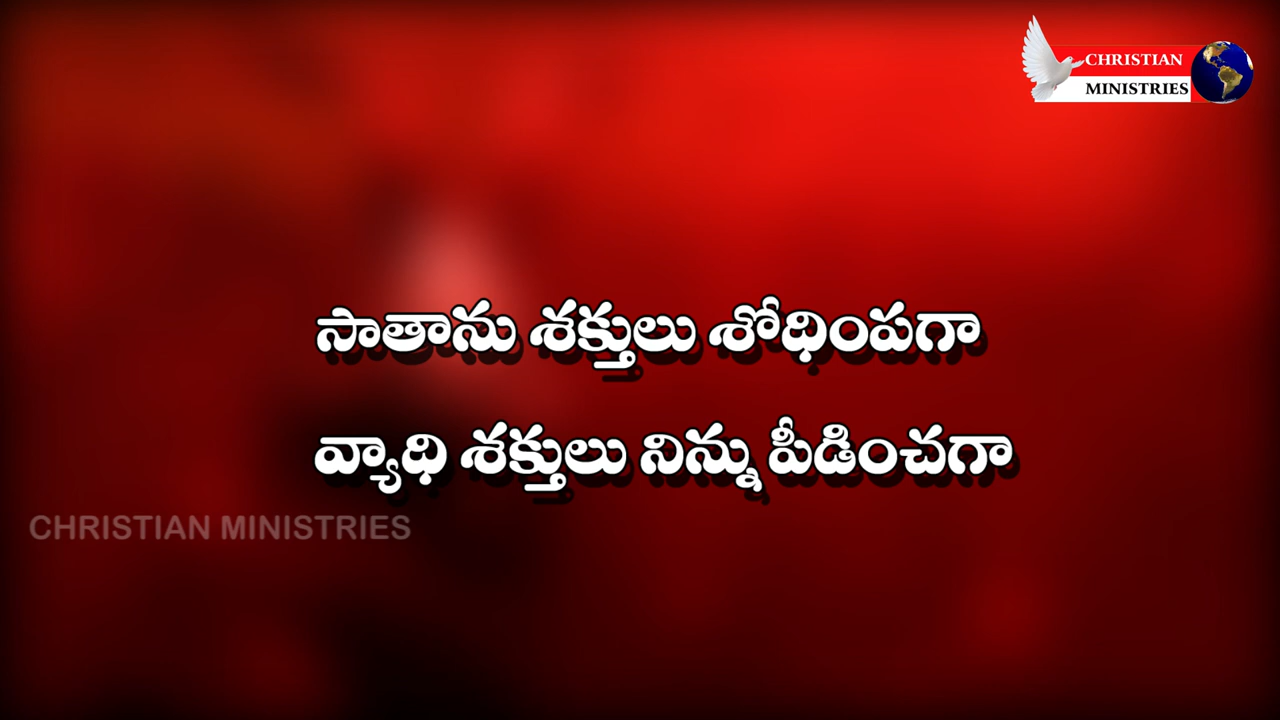 CHRISTIAN
MINISTRIES
సాతాను శక్తులు శోధింపగా
వ్యాధి శక్తులు నిన్ను పీడించగా
CHRISTIAN MINISTRIES